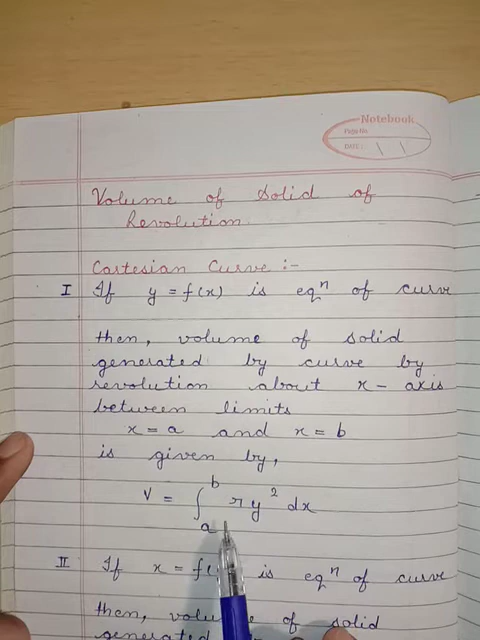 Notebook
Page No.
DATE:
Volume of Solid of
Revolution.
Cartesian Curve :-
I If y = f(x) is eqⁿ of curve
then, volume of solid
generated by curve by
revolution about x-axis
between limits
x = a and x = b
is given by,
V = ∫ₐᵇ πy² dx
II If x = f( is eqⁿ of curve
then, of solid
generated